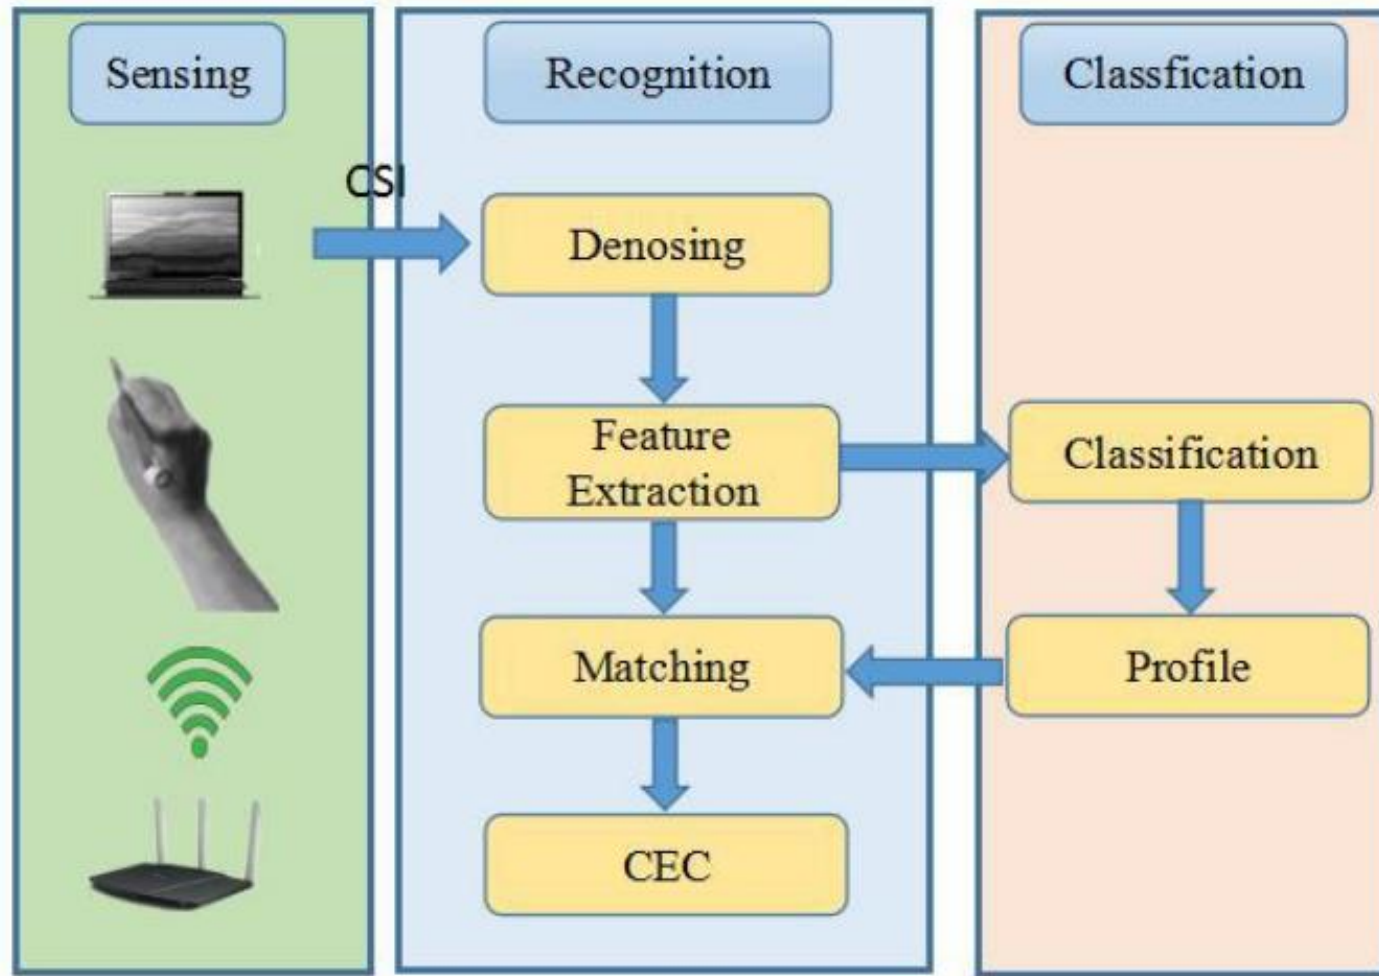 Sensing
Recognition
Classfication
CSI
Denosing
Feature
Extraction
Classification
Matching
Profile
CEC